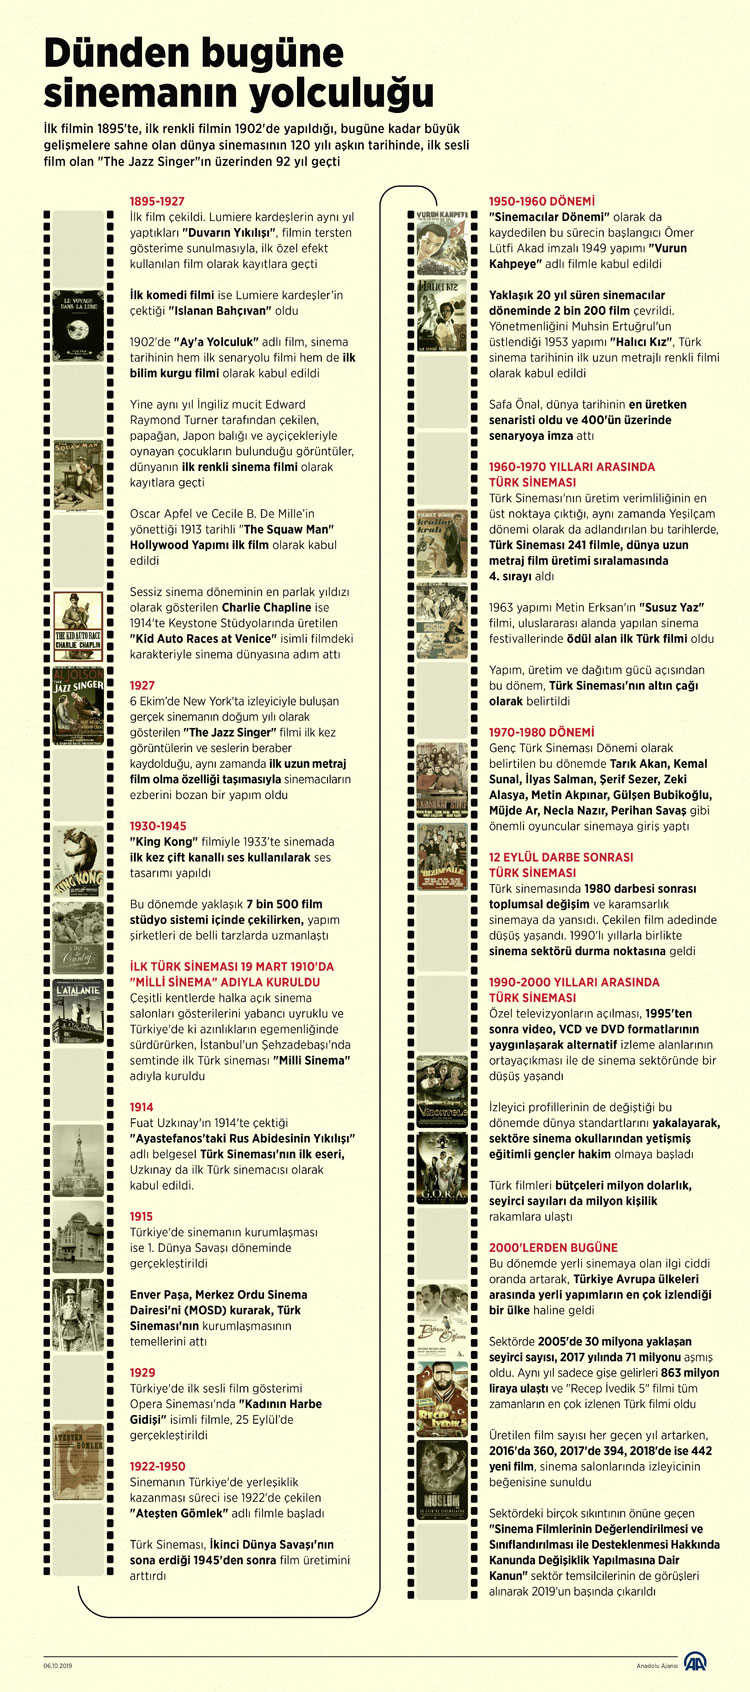 Dünden bugüne
sinemanın yolculuğu
İlk filmin 1895'te, ilk renkli filmin 1902'de yapıldığı, bugüne kadar büyük
gelişmelere sahne olan dünya sinemasının 120 yılı aşkın tarihinde, ilk sesli
film olan "The Jazz Singer"ın üzerinden 92 yıl geçti
1895-1927
İlk film çekildi. Lumiere kardeşlerin aynı yıl
yaptıkları "Duvarın Yıkılışı", filmin tersten
gösterime sunulmasıyla, ilk özel efekt
kullanılan film olarak kayıtlara geçti
İlk komedi filmi ise Lumiere kardeşler'in
çektiği "Islanan Bahçıvan" oldu
1902'de "Ay'a Yolculuk" adlı film, sinema
tarihinin hem ilk senaryolu filmi hem de ilk
bilim kurgu filmi olarak kabul edildi
Yine aynı yıl İngiliz mucit Edward
Raymond Turner tarafından çekilen,
papağan, Japon balığı ve ayçiçekleriyle
oynayan çocukların bulunduğu görüntüler,
dünyanın ilk renkli sinema filmi olarak
kayıtlara geçti
Oscar Apfel ve Cecile B. De Mille'in
yönettiği 1913 tarihli "The Squaw Man"
Hollywood Yapımı ilk film olarak kabul
edildi
Sessiz sinema döneminin en parlak yıldızı
olarak gösterilen Charlie Chapline ise
1914'te Keystone Stüdyolarında üretilen
"Kid Auto Races at Venice" isimli filmdeki
karakteriyle sinema dünyasına adım attı
1927
6 Ekim'de New York'ta izleyiciyle buluşan
gerçek sinemanın doğum yılı olarak
gösterilen "The Jazz Singer" filmi ilk kez
görüntülerin ve seslerin beraber
kaydolduğu, aynı zamanda ilk uzun metraj
film olma özelliği taşımasıyla sinemacıların
ezberini bozan bir yapım oldu
1930-1945
"King Kong" filmiyle 1933'te sinemada
ilk kez çift kanallı ses kullanılarak ses
tasarımı yapıldı
Bu dönemde yaklaşık 7 bin 500 film
stüdyo sistemi içinde çekilirken, yapım
şirketleri de belli tarzlarda uzmanlaştı
İLK TÜRK SİNEMASI 19 MART 1910'DA
"MİLLİ SİNEMA" ADIYLA KURULDU
Çeşitli kentlerde halka açık sinema
salonları gösterilerini yabancı uyruklu ve
Türkiye'de ki azınlıkların egemenliğinde
sürdürürken, İstanbul'un Şehzadebaşı'nda
semtinde ilk Türk sineması "Milli Sinema"
adıyla kuruldu
1914
Fuat Uzkınay'ın 1914'te çektiği
"Ayastefanos'taki Rus Abidesinin Yıkılışı"
adlı belgesel Türk Sineması'nın ilk eseri,
Uzkınay da ilk Türk sinemacısı olarak
kabul edildi.
1915
Türkiye'de sinemanın kurumlaşması
ise 1. Dünya Savaşı döneminde
gerçekleştirildi
Enver Paşa, Merkez Ordu Sinema
Dairesi'ni (MOSD) kurarak, Türk
Sineması'nın kurumlaşmasının
temellerini attı
1929
Türkiye'de ilk sesli film gösterimi
Opera Sineması'nda "Kadının Harbe
Gidişi" isimli filmle, 25 Eylül'de
gerçekleştirildi
1922-1950
Sinemanın Türkiye'de yerleşiklik
kazanması süreci ise 1922'de çekilen
"Ateşten Gömlek" adlı filmle başladı
Türk Sineması, İkinci Dünya Savaşı'nın
sona erdiği 1945'den sonra film üretimini
arttırdı
LE VOYAGE
DANS LA LUNE
SQUAW MAN
THE KID AUTO RACE
CHARLIE CHAPLIN
AL JOLSON
JAZZ SINGER
KING KONG
L'ATALANTE
ATEŞTEN
GÖMLEK
1950-1960 DÖNEMİ
"Sinemacılar Dönemi" olarak da
kaydedilen bu sürecin başlangıcı Ömer
Lütfi Akad imzalı 1949 yapımı "Vurun
Kahpeye" adlı filmle kabul edildi
Yaklaşık 20 yıl süren sinemacılar
döneminde 2 bin 200 film çevrildi.
Yönetmenliğini Muhsin Ertuğrul'un
üstlendiği 1953 yapımı "Halıcı Kız", Türk
sinema tarihinin ilk uzun metrajlı renkli filmi
olarak kabul edildi
Safa Önal, dünya tarihinin en üretken
senaristi oldu ve 400'ün üzerinde
senaryoya imza attı
1960-1970 YILLARI ARASINDA
TÜRK SİNEMASI
Türk Sineması'nın üretim verimliliğinin en
üst noktaya çıktığı, aynı zamanda Yeşilçam
dönemi olarak da adlandırılan bu tarihlerde,
Türk Sineması 241 filmle, dünya uzun
metraj film üretimi sıralamasında
4. sırayı aldı
1963 yapımı Metin Erksan'ın "Susuz Yaz"
filmi, uluslararası alanda yapılan sinema
festivallerinde ödül alan ilk Türk filmi oldu
Yapım, üretim ve dağıtım gücü açısından
bu dönem, Türk Sineması'nın altın çağı
olarak belirtildi
1970-1980 DÖNEMİ
Genç Türk Sineması Dönemi olarak
belirtilen bu dönemde Tarık Akan, Kemal
Sunal, İlyas Salman, Şerif Sezer, Zeki
Alasya, Metin Akpınar, Gülşen Bubikoğlu,
Müjde Ar, Necla Nazır, Perihan Savaş gibi
önemli oyuncular sinemaya giriş yaptı
12 EYLÜL DARBE SONRASI
TÜRK SİNEMASI
Türk sinemasında 1980 darbesi sonrası
toplumsal değişim ve karamsarlık
sinemaya da yansıdı. Çekilen film adedinde
düşüş yaşandı. 1990'lı yıllarla birlikte
sinema sektörü durma noktasına geldi
1990-2000 YILLARI ARASINDA
TÜRK SİNEMASI
Özel televizyonların açılması, 1995'ten
sonra video, VCD ve DVD formatlarının
yaygınlaşarak alternatif izleme alanlarının
ortayaçıkması ile de sinema sektöründe bir
düşüş yaşandı
İzleyici profillerinin de değiştiği bu
dönemde dünya standartlarını yakalayarak,
sektöre sinema okullarından yetişmiş
eğitimli gençler hakim olmaya başladı
Türk filmleri bütçeleri milyon dolarlık,
seyirci sayıları da milyon kişilik
rakamlara ulaştı
2000'LERDEN BUGÜNE
Bu dönemde yerli sinemaya olan ilgi ciddi
oranda artarak, Türkiye Avrupa ülkeleri
arasında yerli yapımların en çok izlendiği
bir ülke haline geldi
Sektörde 2005'de 30 milyona yaklaşan
seyirci sayısı, 2017 yılında 71 milyonu aşmış
oldu. Aynı yıl sadece gişe gelirleri 863 milyon
liraya ulaştı ve "Recep İvedik 5" filmi tüm
zamanların en çok izlenen Türk filmi oldu
Üretilen film sayısı her geçen yıl artarken,
2016'da 360, 2017'de 394, 2018'de ise 442
yeni film, sinema salonlarında izleyicinin
beğenisine sunuldu
Sektördeki birçok sıkıntının önüne geçen
"Sinema Filmlerinin Değerlendirilmesi ve
Sınıflandırılması ile Desteklenmesi Hakkında
Kanunda Değişiklik Yapılmasına Dair
Kanun" sektör temsilcilerinin de görüşleri
alınarak 2019'un başında çıkarıldı
VURUN KAHPEYE
HALICI KIZ
SUSUZ
BİZİM AİLE
VİZONTELE
G.O.R.A.
RECEP
İVEDİK 5
MÜSLÜM
06.10.2019
Anadolu Ajansı
AA